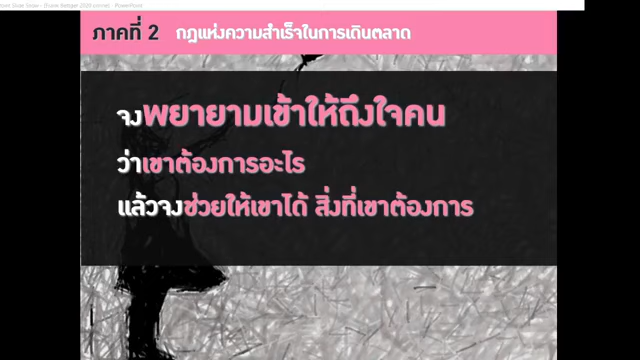 ภาคที่ 2 กฎแห่งความสำเร็จในการเดินตลาด
จงพยายามเข้าให้ถึงใจคน
ว่าเขาต้องการอะไร
แล้วจงช่วยให้เขาได้ สิ่งที่เขาต้องการ